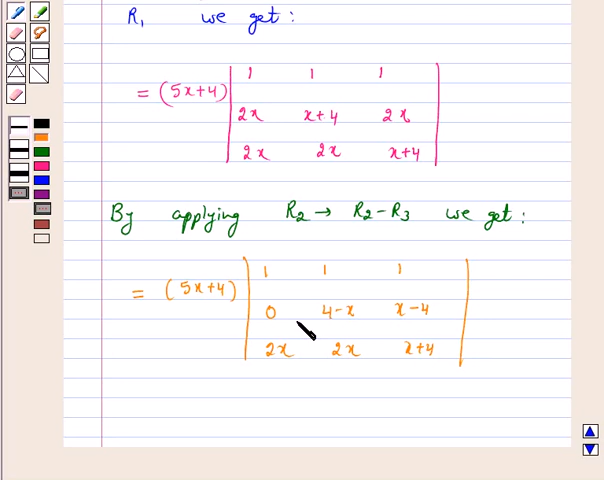 R₁ we get:
= (5x+4) | 1 1 1
2x x+4 2x
2x 2x x+4 |
By applying R₂ → R₂-R₃ we get:
= (5x+4) | 1 1 1
0 4-x x-4
2x 2x x+4 |